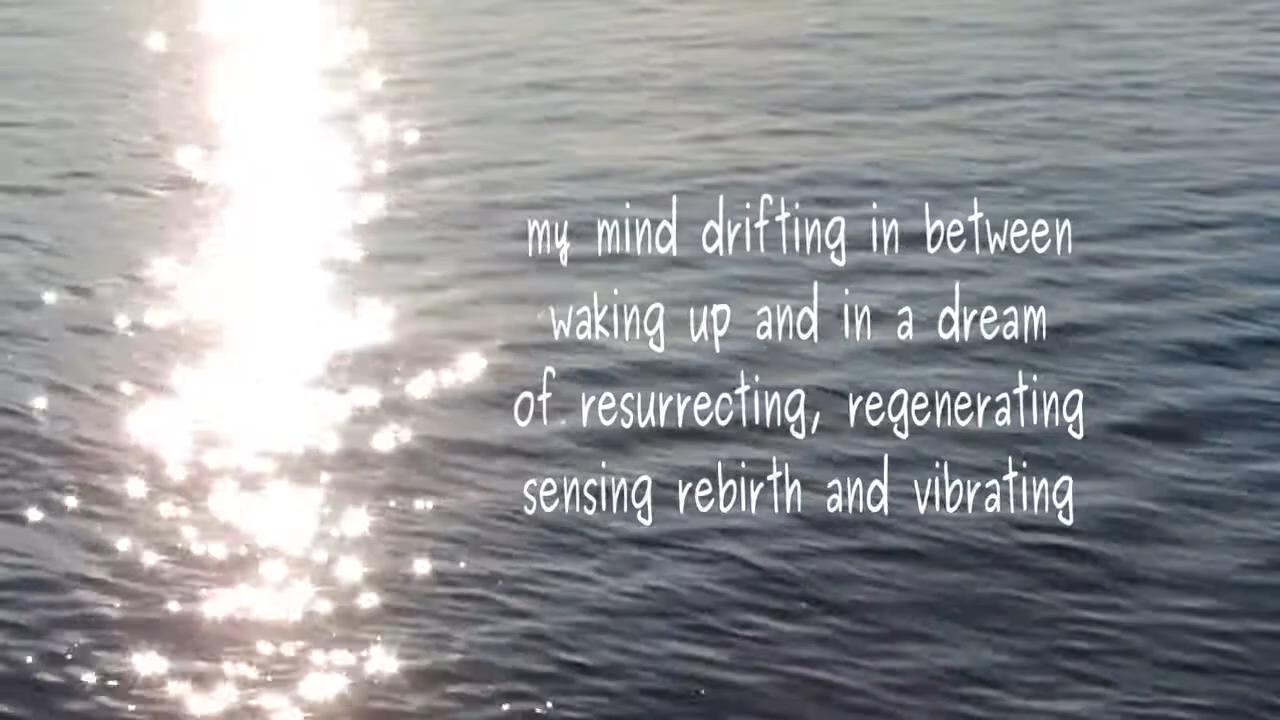 my mind drifting in between
waking up and in a dream
of resurrecting, regenerating
sensing rebirth and vibrating